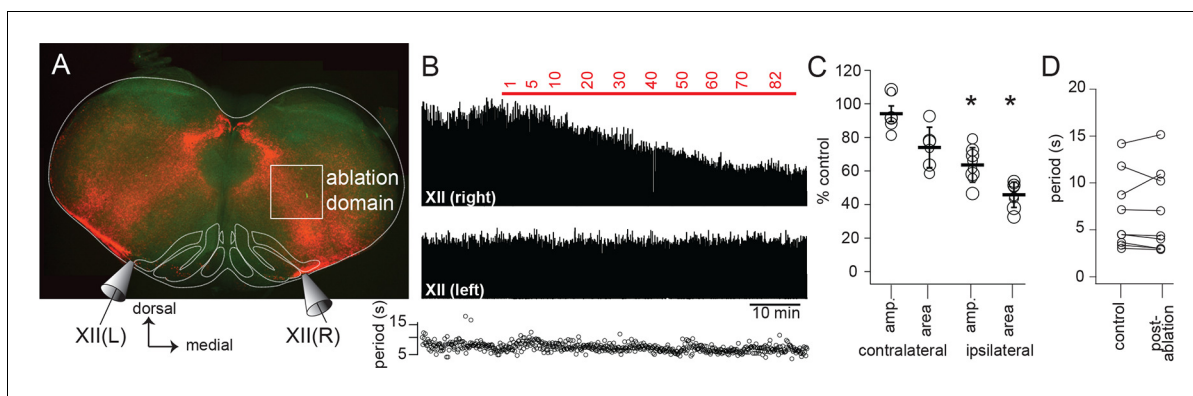 A
ablation
domain
XII(L)
dorsal
medial
XII(R)
B
1 5 10 20 30 40 50 60 70 82
XII (right)
XII (left)
10 min
period (s)
15
5
C
% control
120
100
80
60
40
20
0
* *
amp. area amp. area
contralateral ipsilateral
D
period (s)
20
15
10
5
0
control
post-
ablation